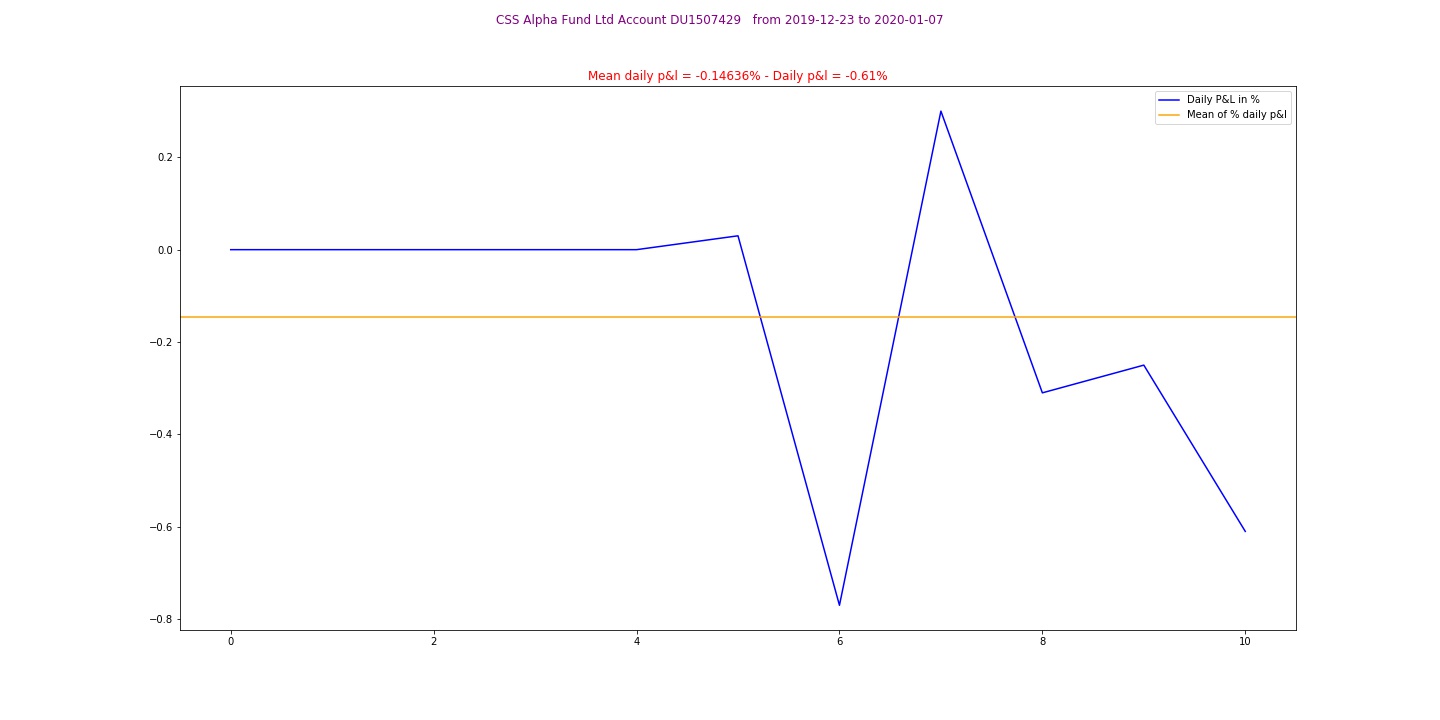 CSS Alpha Fund Ltd Account DU1507429   from 2019-12-23 to 2020-01-07
Mean daily p&l = -0.14636% - Daily p&l = -0.61%
Daily P&L in %
Mean of % daily p&l
0.2
0.0
−0.2
−0.4
−0.6
−0.8
0 2 4 6 8 10